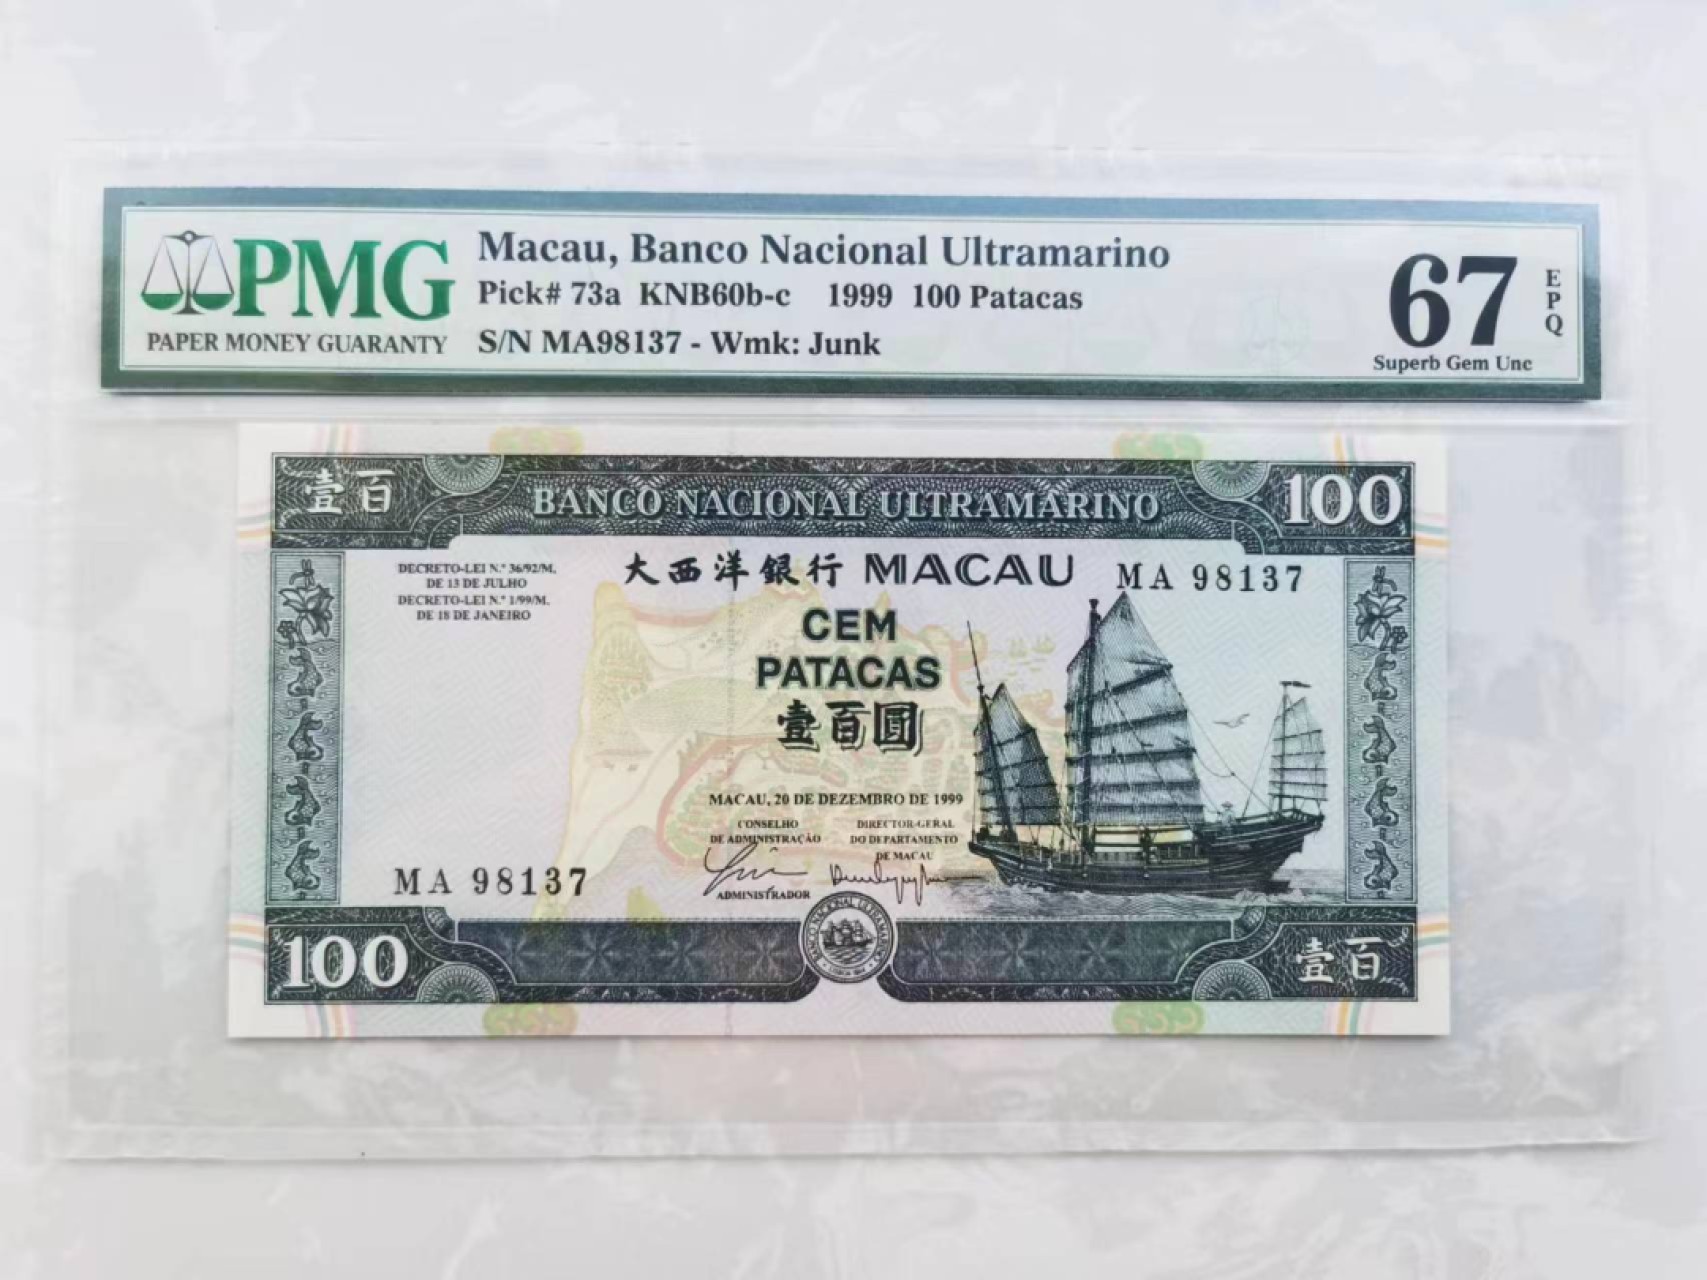 PMG
PAPER MONEY GUARANTY
Macau, Banco Nacional Ultramarino
Pick# 73a KNB60b-c 1999 100 Patacas
S/N MA98137 - Wmk: Junk
67
EPQ
Superb Gem Unc
壹百
BANCO NACIONAL ULTRAMARINO
100
DECRETO-LEI N.º 36/92/M.
DE 13 DE JULHO
DECRETO-LEI N.º 1/99/M.
DE 18 DE JANEIRO
大西洋銀行 MACAU
MA 98137
CEM
PATACAS
壹百圓
MACAU, 20 DE DEZEMBRO DE 1999
CONSELHO
DE ADMINISTRAÇÃO
DIRECTOR-GERAL
DO DEPARTAMENTO
DE MACAU
ADMINISTRADOR
MA 98137
100
BANCO NACIONAL ULTRAMARINO
壹百